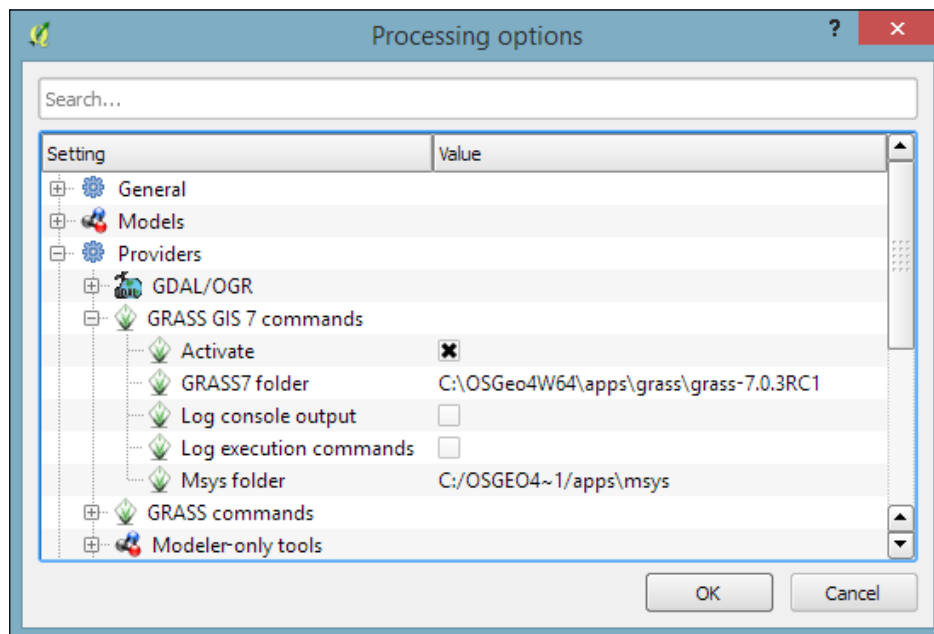 Processing options ?
Search...
Setting Value
General
Models
Providers
GDAL/OGR
GRASS GIS 7 commands
Activate
GRASS7 folder C:\OSGeo4W64\apps\grass\grass-7.0.3RC1
Log console output
Log execution commands
Msys folder C:/OSGEO4~1/apps\msys
GRASS commands
Modeler-only tools
OK Cancel